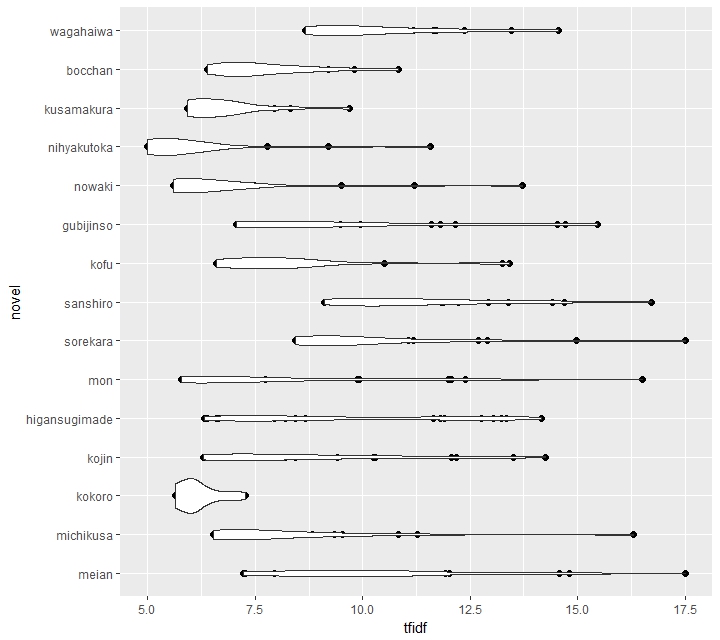 novel
wagahaiwa
bocchan
kusamakura
nihyakutoka
nowaki
gubijinso
kofu
sanshiro
sorekara
mon
higansugimade
kojin
kokoro
michikusa
meian
5.0 7.5 10.0 12.5 15.0 17.5
tfidf